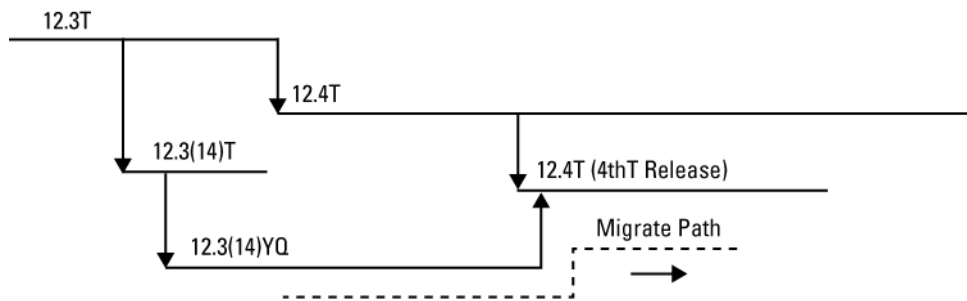 12.3T
12.4T
12.3(14)T
12.4T (4thT Release)
12.3(14)YQ
Migrate Path